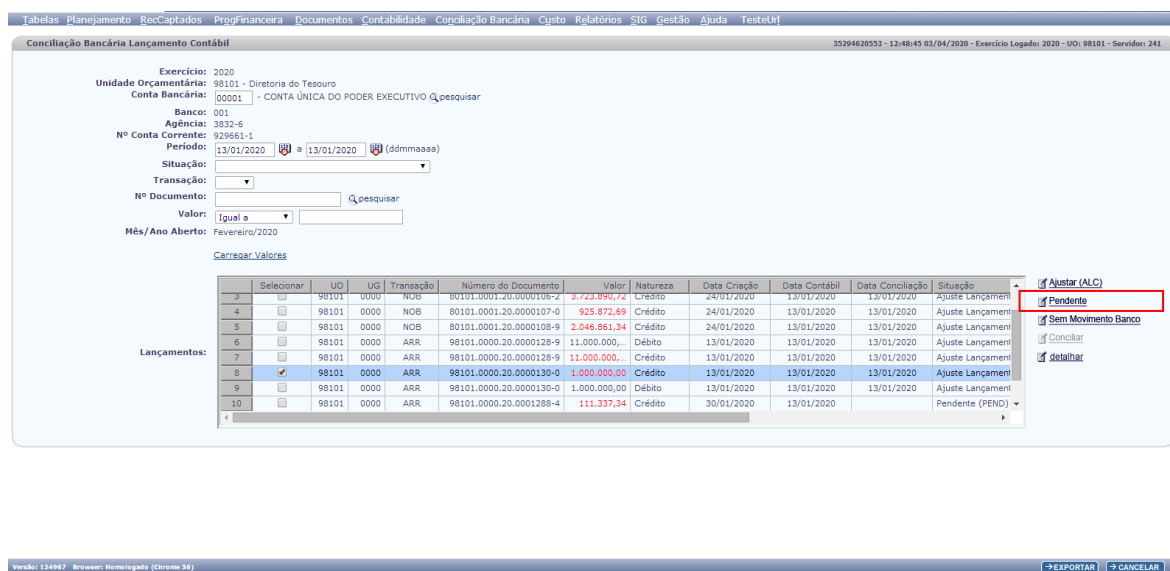 Tabelas Planejamento RecCaptados ProgFinanceira Documentos Contabilidade Conciliação Bancária Custo Relatórios SIG Gestão Ajuda TesteUrl
Conciliação Bancária Lançamento Contábil 35294620553 - 12:48:45 03/04/2020 - Exercício Logado: 2020 - UO: 98101 - Servidor: 241
Exercício: 2020
Unidade Orçamentária: 98101 - Diretoria do Tesouro
Conta Bancária: 00001 - CONTA ÚNICA DO PODER EXECUTIVO pesquisar
Banco: 001
Agência: 3832-6
Nº Conta Corrente: 929661-1
Período: 13/01/2020 a 13/01/2020 (ddmmaaaa)
Situação:
Transação:
Nº Documento: pesquisar
Valor: Igual a
Mês/Ano Aberto: Fevereiro/2020
Carregar Valores
Lançamentos:
Selecionar UO UG Transação Número do Documento Valor Natureza Data Criação Data Contábil Data Conciliação Situação
3 98101 0000 NOB 80101.0001.20.0000106-2 3.723.890,72 Crédito 24/01/2020 13/01/2020 13/01/2020 Ajuste Lançament
4 98101 0000 NOB 80101.0001.20.0000107-0 925.872,69 Crédito 24/01/2020 13/01/2020 13/01/2020 Ajuste Lançament
5 98101 0000 NOB 80101.0001.20.0000108-9 2.046.861,34 Crédito 24/01/2020 13/01/2020 13/01/2020 Ajuste Lançament
6 98101 0000 ARR 98101.0000.20.0000128-9 11.000.000,... Débito 13/01/2020 13/01/2020 13/01/2020 Ajuste Lançament
7 98101 0000 ARR 98101.0000.20.0000128-9 11.000.000,... Crédito 13/01/2020 13/01/2020 13/01/2020 Ajuste Lançament
8 98101 0000 ARR 98101.0000.20.0000130-0 1.000.000,00 Crédito 13/01/2020 13/01/2020 13/01/2020 Ajuste Lançament
9 98101 0000 ARR 98101.0000.20.0000130-0 1.000.000,00 Débito 13/01/2020 13/01/2020 13/01/2020 Ajuste Lançament
10 98101 0000 ARR 98101.0000.20.0001288-4 111.337,34 Crédito 30/01/2020 13/01/2020 Pendente (PEND)
Ajustar (ALC)
Pendente
Sem Movimento Banco
Conciliar
detalhar
Versão: 124967 Browser: Homologado (Chrome 36) EXPORTAR CANCELAR